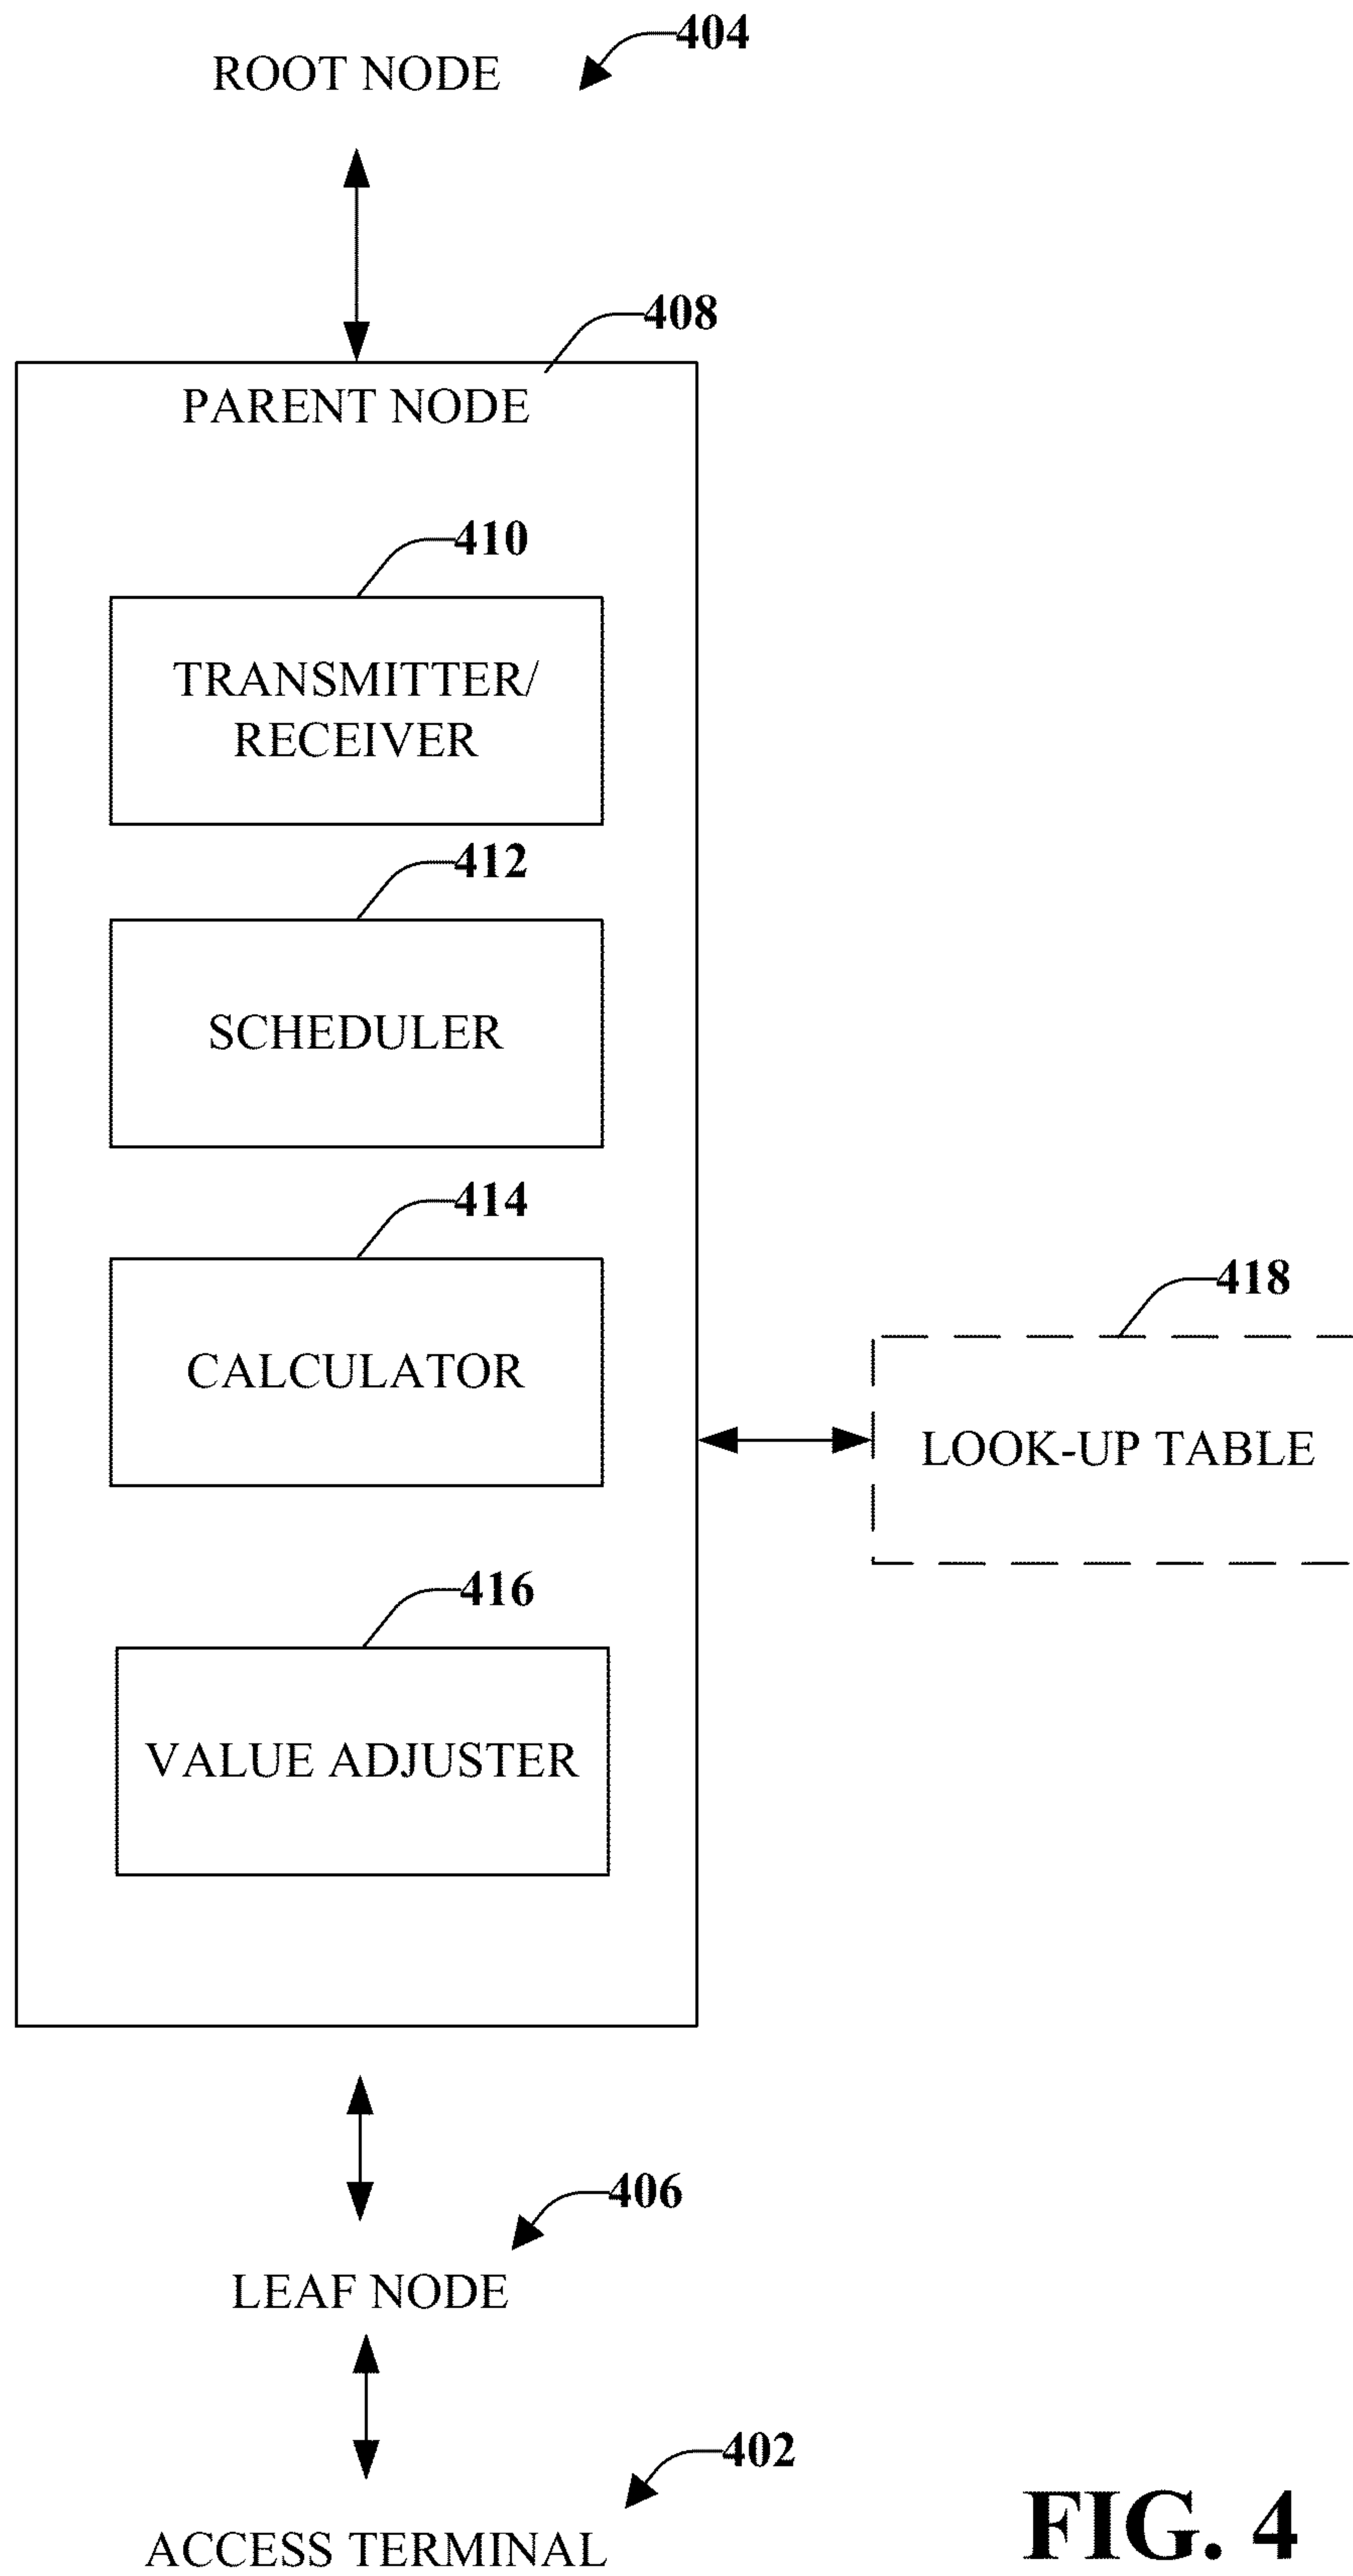 404
ROOT NODE
408
PARENT NODE
410
TRANSMITTER/
RECEIVER
412
SCHEDULER
414
CALCULATOR
418
LOOK-UP TABLE
416
VALUE ADJUSTER
406
LEAF NODE
402
ACCESS TERMINAL
FIG. 4